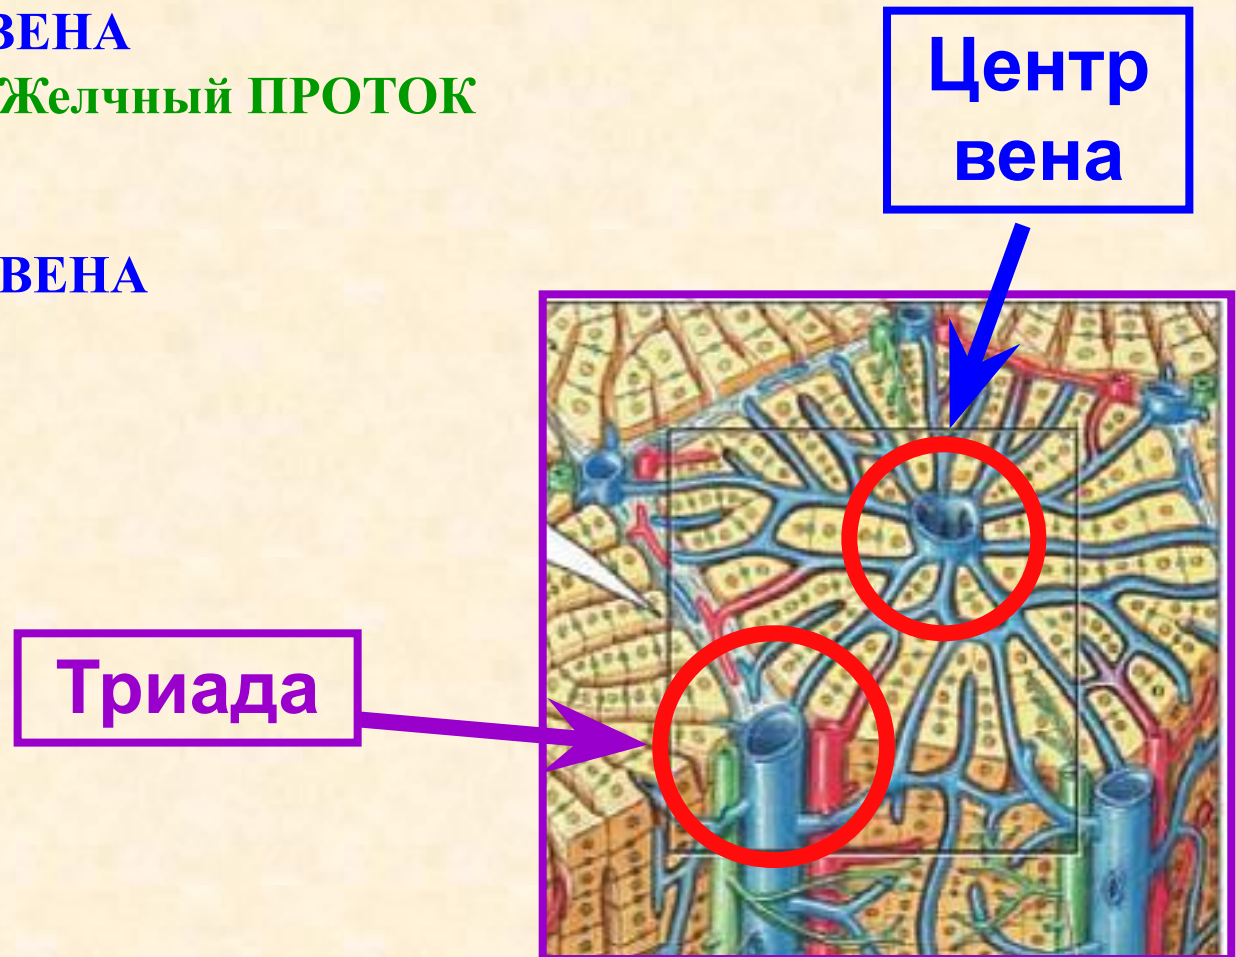 ВЕНА
Желчный ПРОТОК
Центр
вена
ВЕНА
Триада